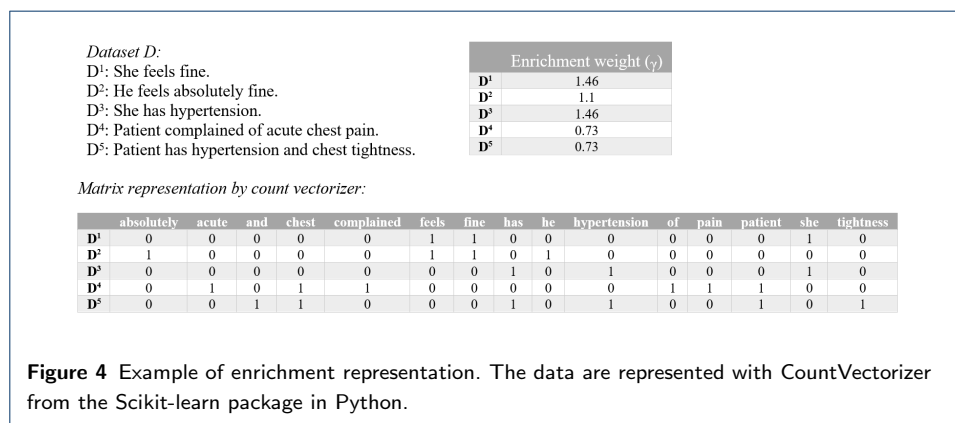 Dataset D:
D¹: She feels fine.
D²: He feels absolutely fine.
D³: She has hypertension.
D⁴: Patient complained of acute chest pain.
D⁵: Patient has hypertension and chest tightness.
Enrichment weight (γ)
D¹ 1.46
D² 1.1
D³ 1.46
D⁴ 0.73
D⁵ 0.73
Matrix representation by count vectorizer:
absolutely acute and chest complained feels fine has he hypertension of pain patient she tightness
D¹ 0 0 0 0 0 1 1 0 0 0 0 0 0 1 0
D² 1 0 0 0 0 1 1 0 1 0 0 0 0 0 0
D³ 0 0 0 0 0 0 0 1 0 1 0 0 0 1 0
D⁴ 0 1 0 1 1 0 0 0 0 0 1 1 1 0 0
D⁵ 0 0 1 1 0 0 0 1 0 1 0 0 1 0 1
Figure 4 Example of enrichment representation. The data are represented with CountVectorizer
from the Scikit-learn package in Python.